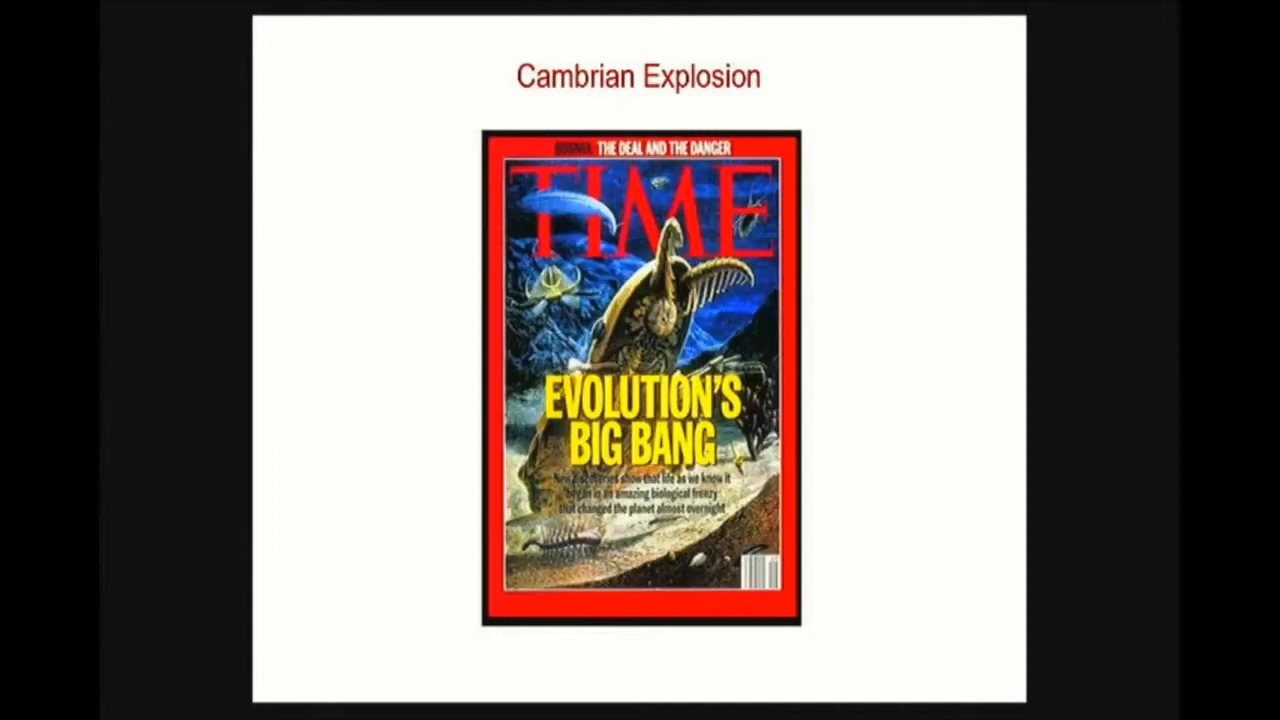 Cambrian Explosion
BOSNIA: THE DEAL AND THE DANGER
TIME
EVOLUTION'S
BIG BANG
New discoveries show that life as we know it
began in an amazing biological frenzy
that changed the planet almost overnight